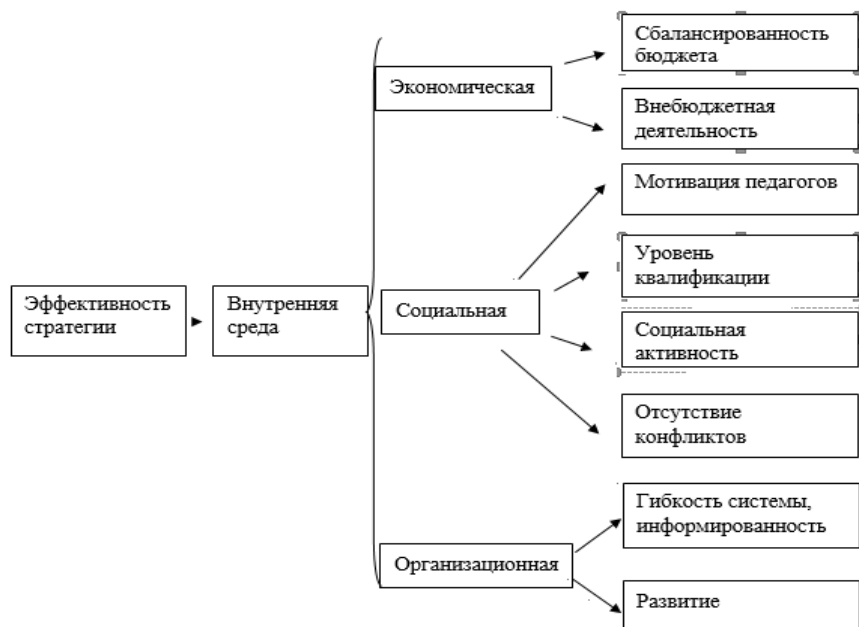 Эффективность
стратегии
Внутренняя
среда
Экономическая
Сбалансированность
бюджета
Внебюджетная
деятельность
Социальная
Мотивация педагогов
Уровень
квалификации
Социальная
активность
Отсутствие
конфликтов
Организационная
Гибкость системы,
информированность
Развитие